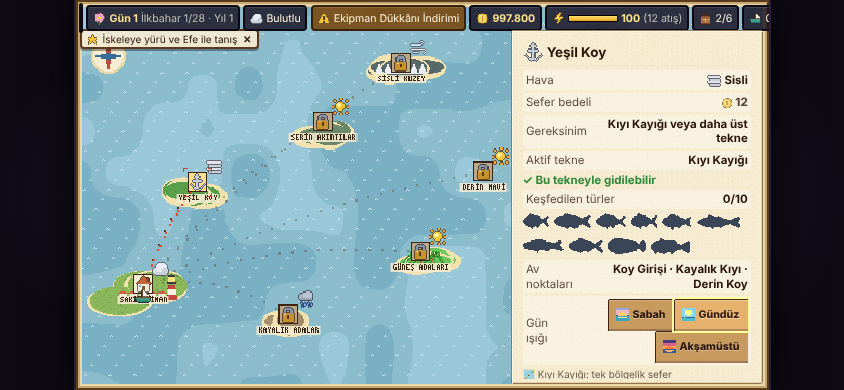 Gün 1 İlkbahar 1/28 · Yıl 1
Bulutlu
Ekipman Dükkânı İndirimi
997.800
100 (12 atış)
2/6
İskeleye yürü ve Efe ile tanış ×
SİSLİ KUZEY
SERİN AKINTILAR
DERİN MAVİ
YEŞİL KOY
GÜNEŞ ADALARI
KAYALIK ADALAR
Yeşil Koy
Hava Sisli
Sefer bedeli 12
Gereksinim Kıyı Kayığı veya daha üst
tekne
Aktif tekne Kıyı Kayığı
✓ Bu tekneyle gidilebilir
Keşfedilen türler 0/10
Av noktaları Koy Girişi · Kayalık Kıyı ·
Derin Koy
Gün ışığı Sabah Gündüz
Akşamüstü
Kıyı Kayığı: tek bölgelik sefer